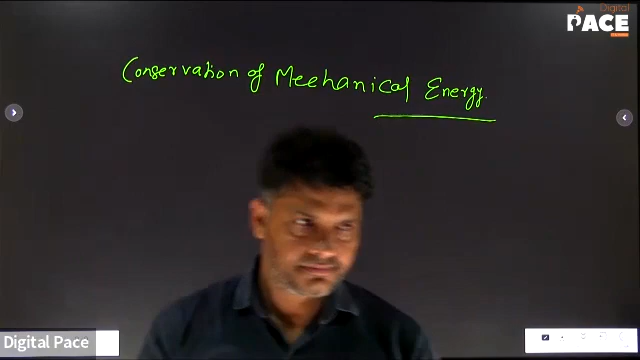 Digital
PACE
Conservation of Mechanical Energy.
Digital Pace